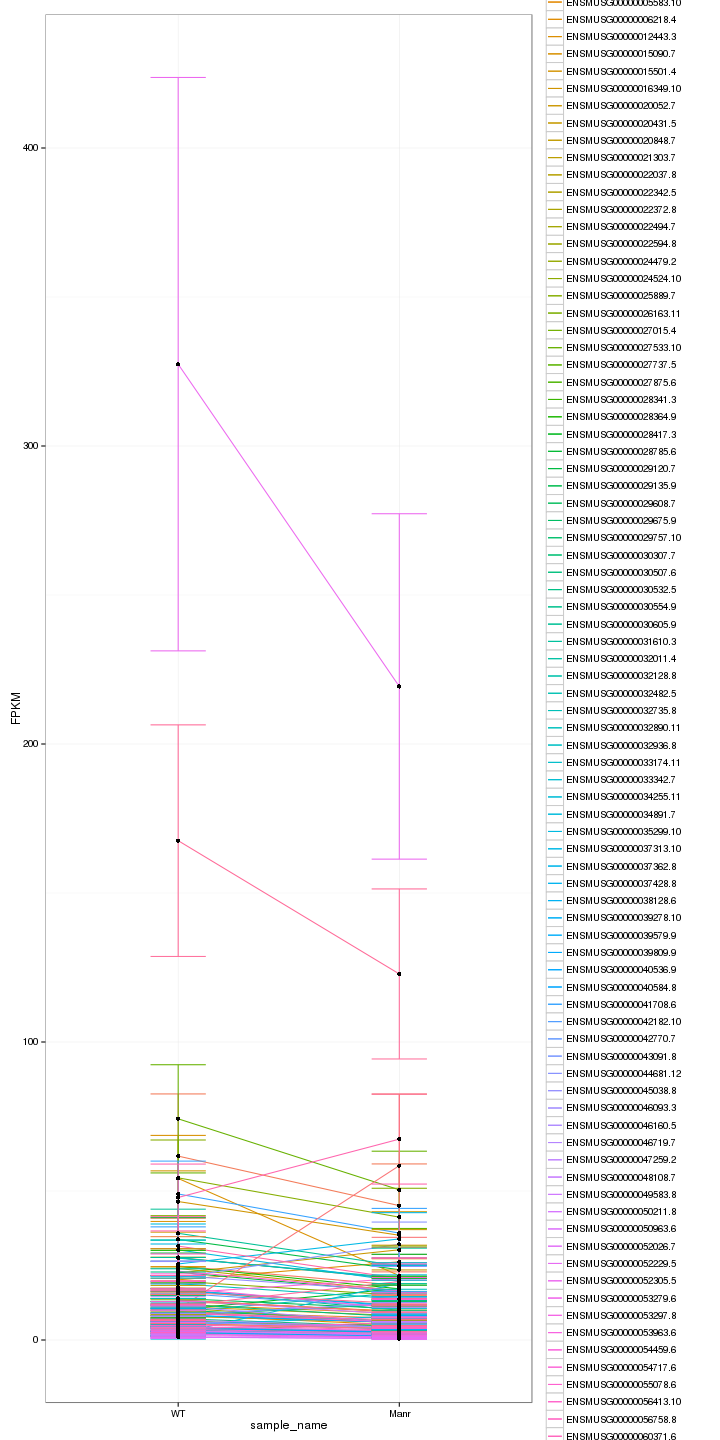 400
300
200
100
0
FPKM
WT
Manr
sample_name
ENSMUSG00000005583.10
ENSMUSG00000006218.4
ENSMUSG00000012443.3
ENSMUSG00000015090.7
ENSMUSG00000015501.4
ENSMUSG00000016349.10
ENSMUSG00000020052.7
ENSMUSG00000020431.5
ENSMUSG00000020848.7
ENSMUSG00000021303.7
ENSMUSG00000022037.8
ENSMUSG00000022342.5
ENSMUSG00000022372.8
ENSMUSG00000022494.7
ENSMUSG00000022594.8
ENSMUSG00000024479.2
ENSMUSG00000024524.10
ENSMUSG00000025889.7
ENSMUSG00000026163.11
ENSMUSG00000027015.4
ENSMUSG00000027533.10
ENSMUSG00000027737.5
ENSMUSG00000027875.6
ENSMUSG00000028341.3
ENSMUSG00000028364.9
ENSMUSG00000028417.3
ENSMUSG00000028785.6
ENSMUSG00000029120.7
ENSMUSG00000029135.9
ENSMUSG00000029608.7
ENSMUSG00000029675.9
ENSMUSG00000029757.10
ENSMUSG00000030307.7
ENSMUSG00000030507.6
ENSMUSG00000030532.5
ENSMUSG00000030554.9
ENSMUSG00000030605.9
ENSMUSG00000031610.3
ENSMUSG00000032011.4
ENSMUSG00000032128.8
ENSMUSG00000032482.5
ENSMUSG00000032735.8
ENSMUSG00000032890.11
ENSMUSG00000032936.8
ENSMUSG00000033174.11
ENSMUSG00000033342.7
ENSMUSG00000034255.11
ENSMUSG00000034891.7
ENSMUSG00000035299.10
ENSMUSG00000037313.10
ENSMUSG00000037362.8
ENSMUSG00000037428.8
ENSMUSG00000038128.6
ENSMUSG00000039278.10
ENSMUSG00000039579.9
ENSMUSG00000039809.9
ENSMUSG00000040536.9
ENSMUSG00000040584.8
ENSMUSG00000041708.6
ENSMUSG00000042182.10
ENSMUSG00000042770.7
ENSMUSG00000043091.8
ENSMUSG00000044681.12
ENSMUSG00000045038.8
ENSMUSG00000046093.3
ENSMUSG00000046160.5
ENSMUSG00000046719.7
ENSMUSG00000047259.2
ENSMUSG00000048108.7
ENSMUSG00000049583.8
ENSMUSG00000050211.8
ENSMUSG00000050963.6
ENSMUSG00000052026.7
ENSMUSG00000052229.5
ENSMUSG00000052305.5
ENSMUSG00000053279.6
ENSMUSG00000053297.8
ENSMUSG00000053963.6
ENSMUSG00000054459.6
ENSMUSG00000054717.6
ENSMUSG00000055078.6
ENSMUSG00000056413.10
ENSMUSG00000056758.8
ENSMUSG00000060371.6